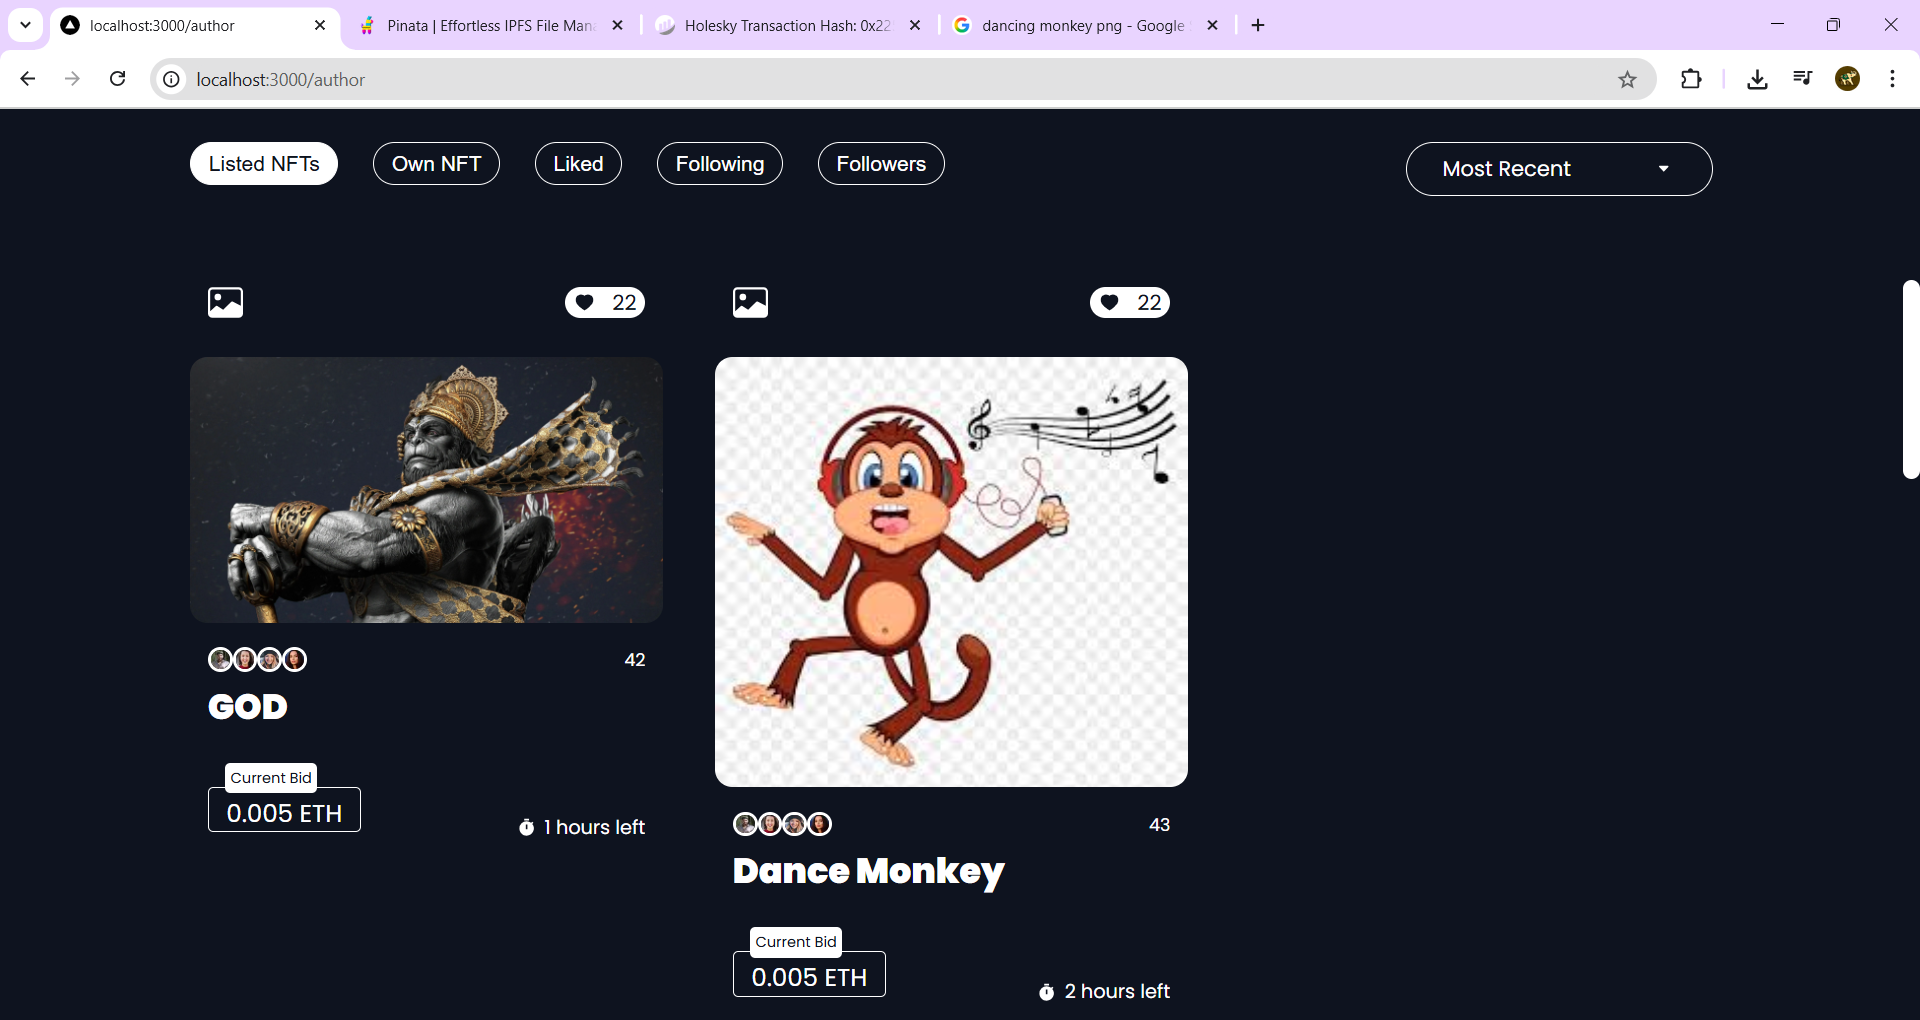 localhost:3000/author
Pinata | Effortless IPFS File Mana
Holesky Transaction Hash: 0x22
dancing monkey png - Google
localhost:3000/author
Listed NFTs
Own NFT
Liked
Following
Followers
Most Recent
22
22
42
GOD
Current Bid
0.005 ETH
1 hours left
43
Dance Monkey
Current Bid
0.005 ETH
2 hours left